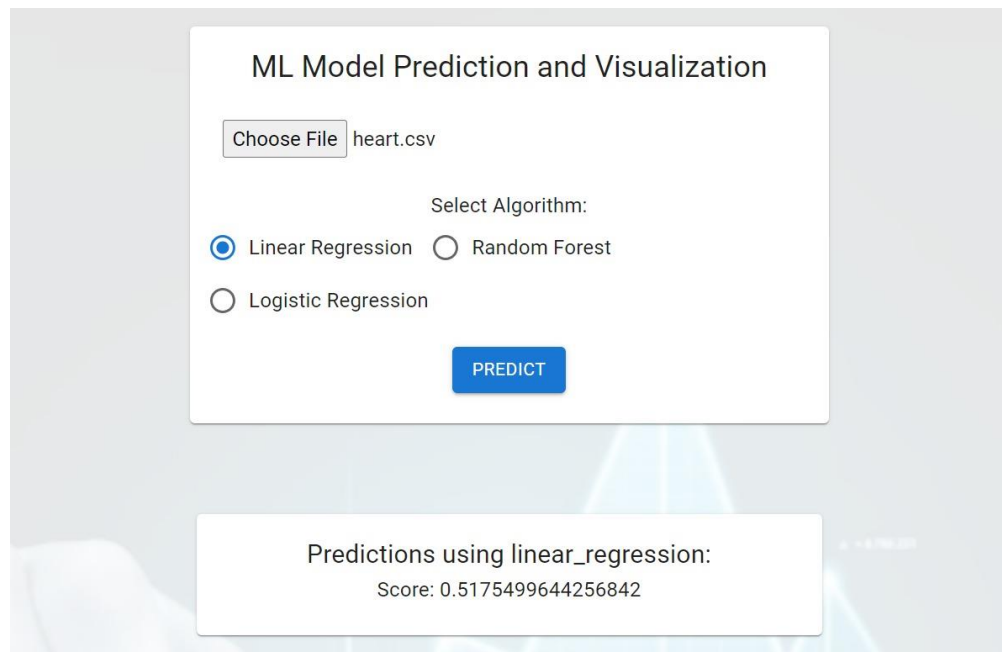 ML Model Prediction and Visualization
Choose File heart.csv
Select Algorithm:
Linear Regression Random Forest
Logistic Regression
PREDICT
Predictions using linear_regression:
Score: 0.5175499644256842